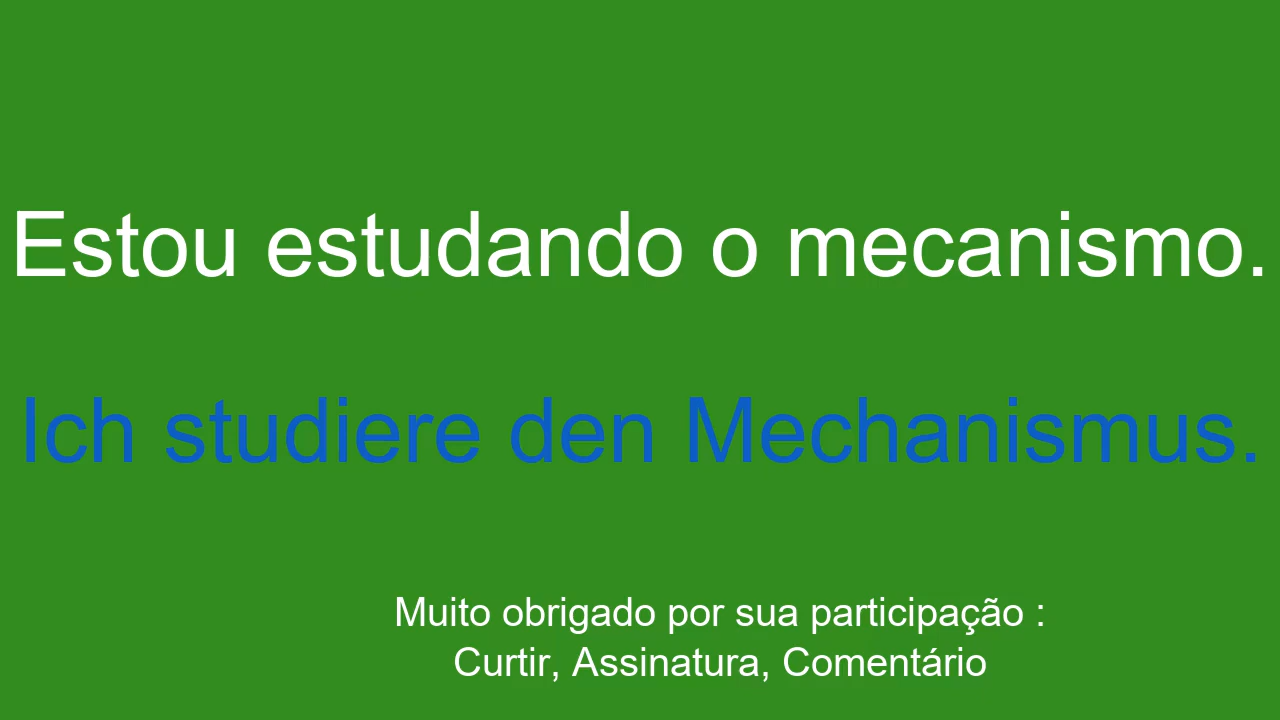 Estou estudando o mecanismo.
Ich studiere den Mechanismus.
Muito obrigado por sua participação :
Curtir, Assinatura, Comentário